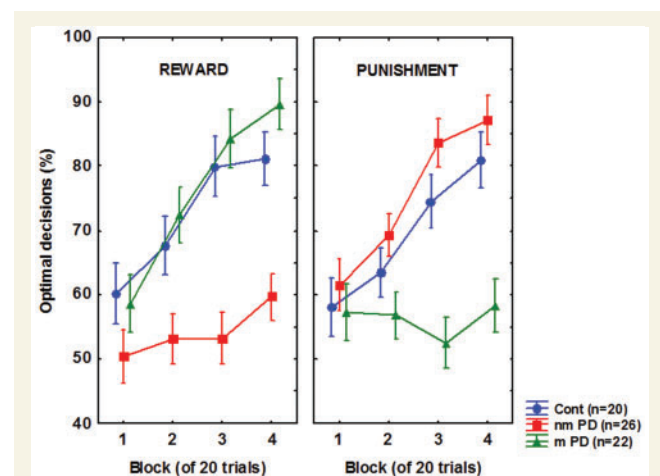 100
90
80
70
60
50
40
Optimal decisions (%)
REWARD
PUNISHMENT
1 2 3 4
1 2 3 4
Block (of 20 trials)
Block (of 20 trials)
Cont (n=20)
nm PD (n=26)
m PD (n=22)